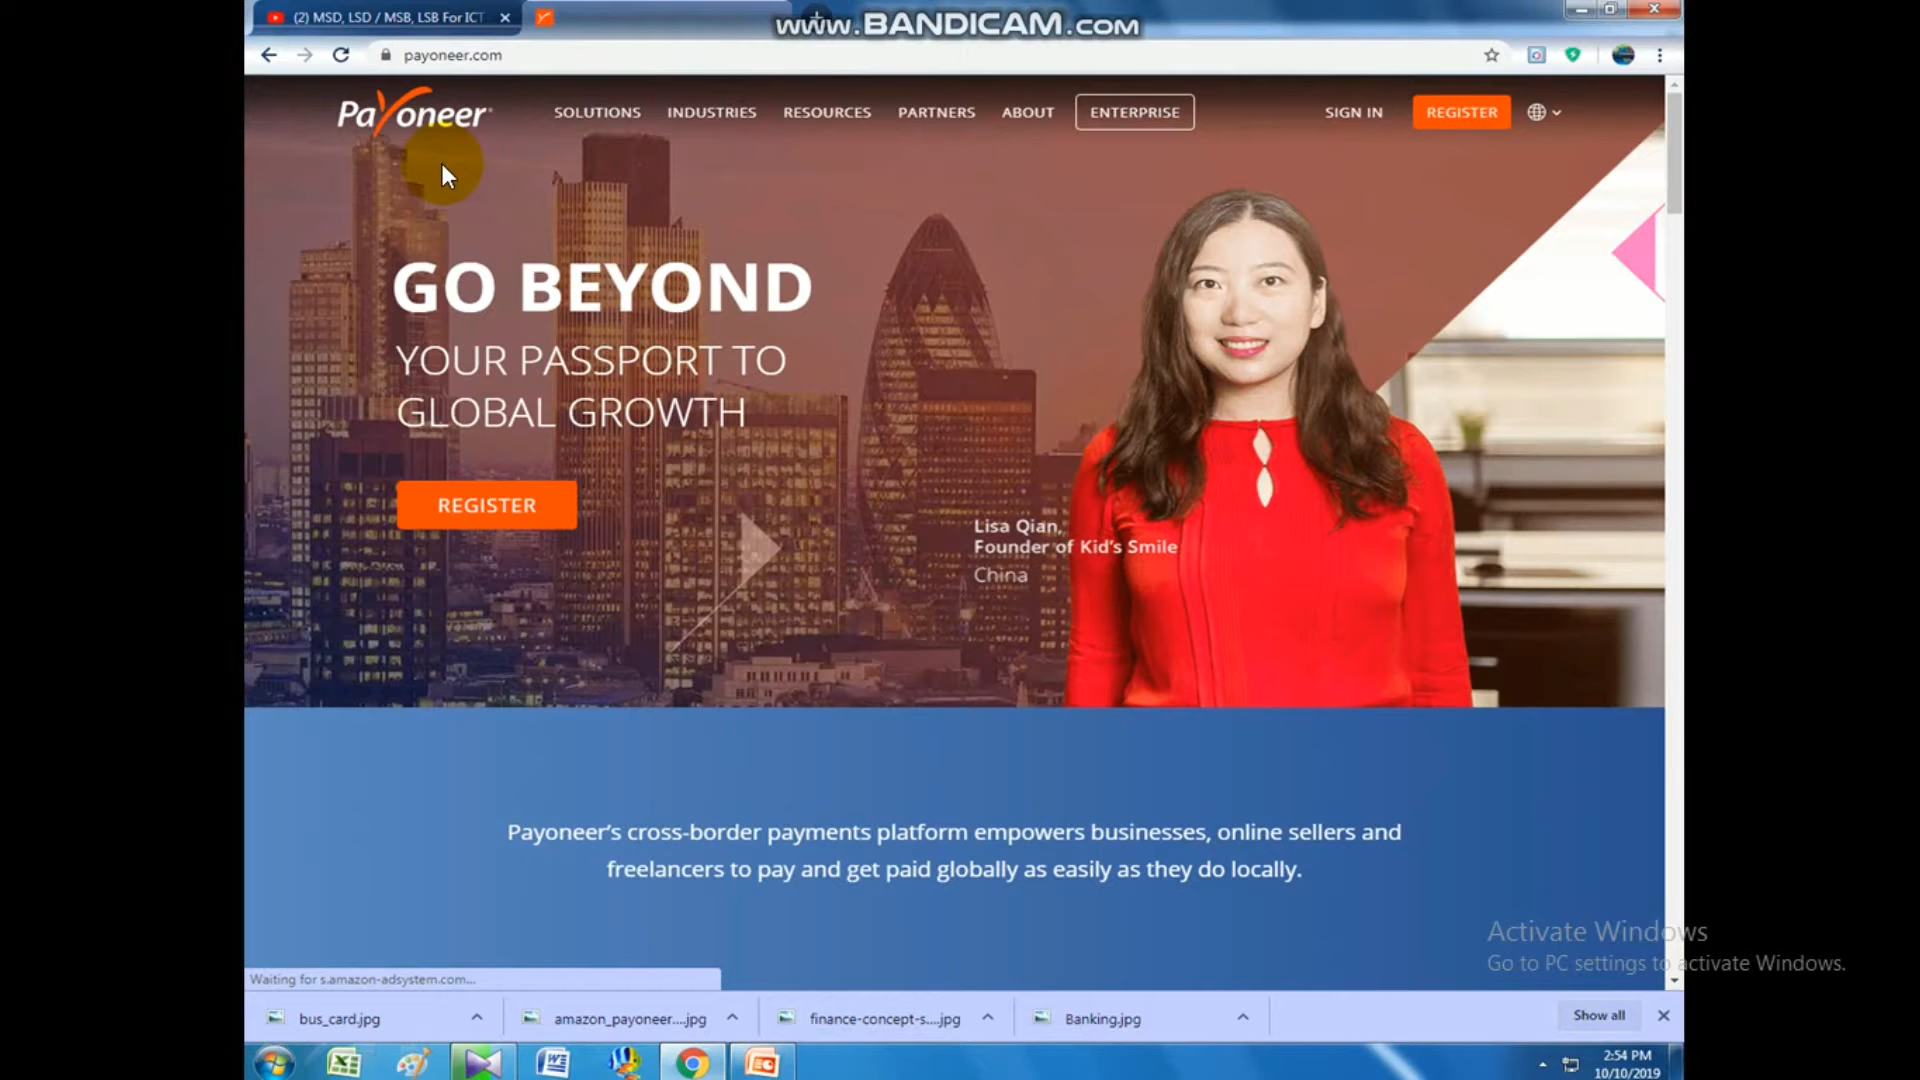 (2) MSD, LSD / MSB, LSB For ICT
www.BANDICAM.com
payoneer.com
Payoneer
SOLUTIONS INDUSTRIES RESOURCES PARTNERS ABOUT ENTERPRISE SIGN IN REGISTER
GO BEYOND
YOUR PASSPORT TO
GLOBAL GROWTH
REGISTER
Lisa Qian,
Founder of Kid's Smile
China
Payoneer's cross-border payments platform empowers businesses, online sellers and
freelancers to pay and get paid globally as easily as they do locally.
Activate Windows
Go to PC settings to activate Windows.
Waiting for s.amazon-adsystem.com...
bus_card.jpg amazon_payoneer....jpg finance-concept-s....jpg Banking.jpg Show all
2:54 PM
10/10/2019